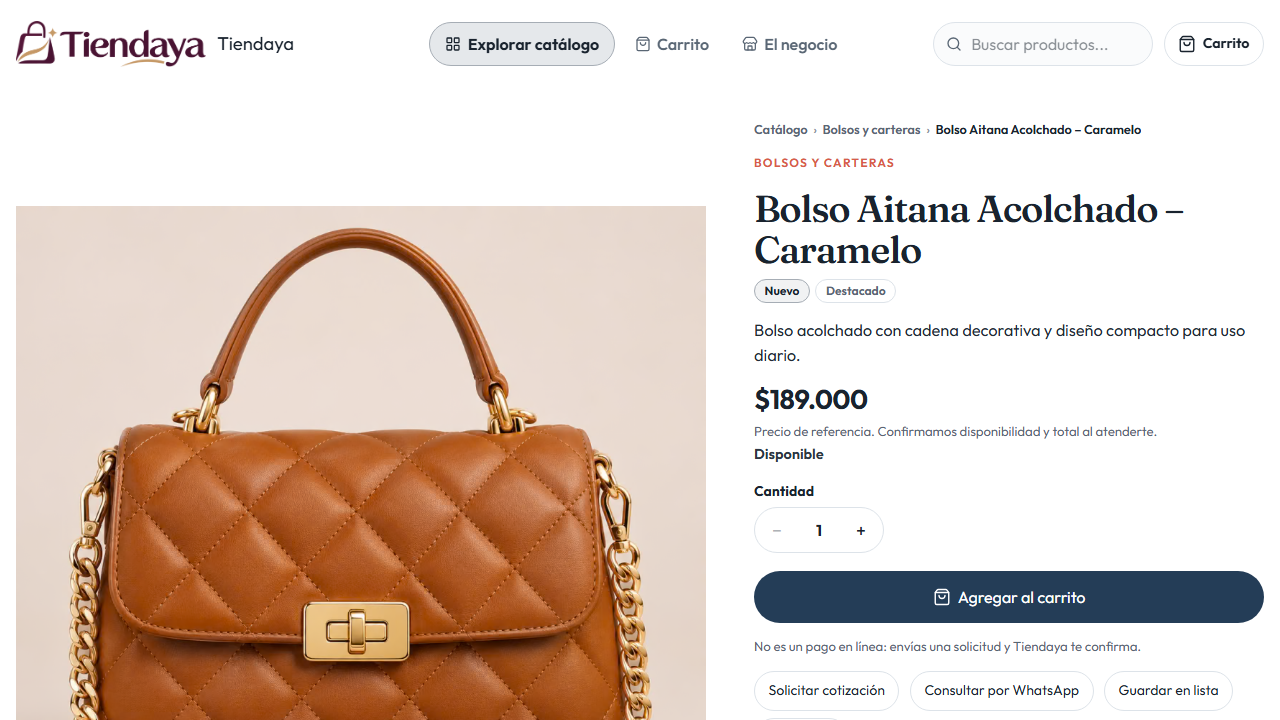 Tiendaya Tiendaya
Explorar catálogo
Carrito
El negocio
Buscar productos...
Carrito
Catálogo › Bolsos y carteras › Bolso Aitana Acolchado – Caramelo
BOLSOS Y CARTERAS
Bolso Aitana Acolchado –
Caramelo
Nuevo
Destacado
Bolso acolchado con cadena decorativa y diseño compacto para uso
diario.
$189.000
Precio de referencia. Confirmamos disponibilidad y total al atenderte.
Disponible
Cantidad
− 1 +
Agregar al carrito
No es un pago en línea: envías una solicitud y Tiendaya te confirma.
Solicitar cotización
Consultar por WhatsApp
Guardar en lista